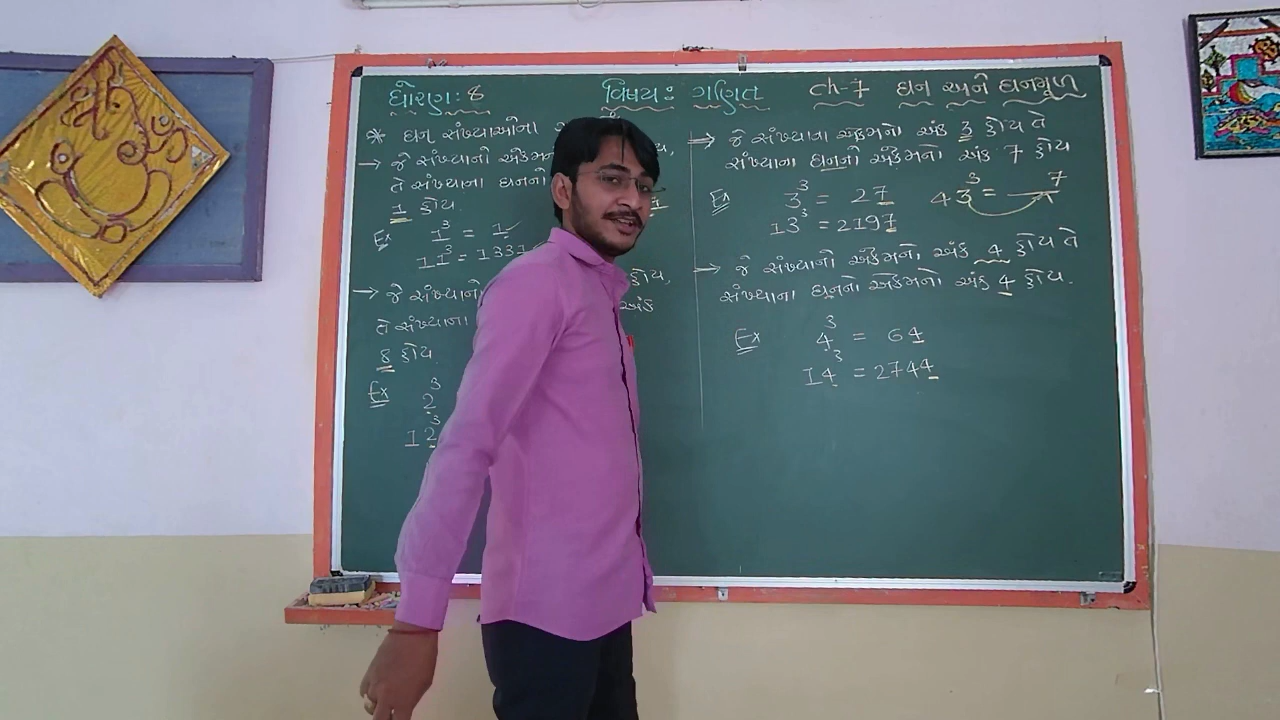 ધોરણ: 8 વિષય: ગણિત ch-7 ઘન અને ઘનમૂળ
* ઘન સંખ્યાઓના
→ જે સંખ્યાનો એકમનો
તે સંખ્યાના ઘનનો
1 હોય.
Ex 1³ = 1
11³ = 1331
→ જે સંખ્યાનો હોય,
તે સંખ્યાના અંક
8 હોય.
Ex 2³
12³
⇒ જે સંખ્યાના એકમનો અંક 3 હોય તે
સંખ્યાના ઘનનો એકમનો અંક 7 હોય
Ex 3³ = 27 43³ = — 7
13³ = 2197
→ જે સંખ્યાનો એકમનો અંક 4 હોય તે
સંખ્યાના ઘનનો એકમનો અંક 4 હોય.
Ex 4³ = 64
14³ = 2744